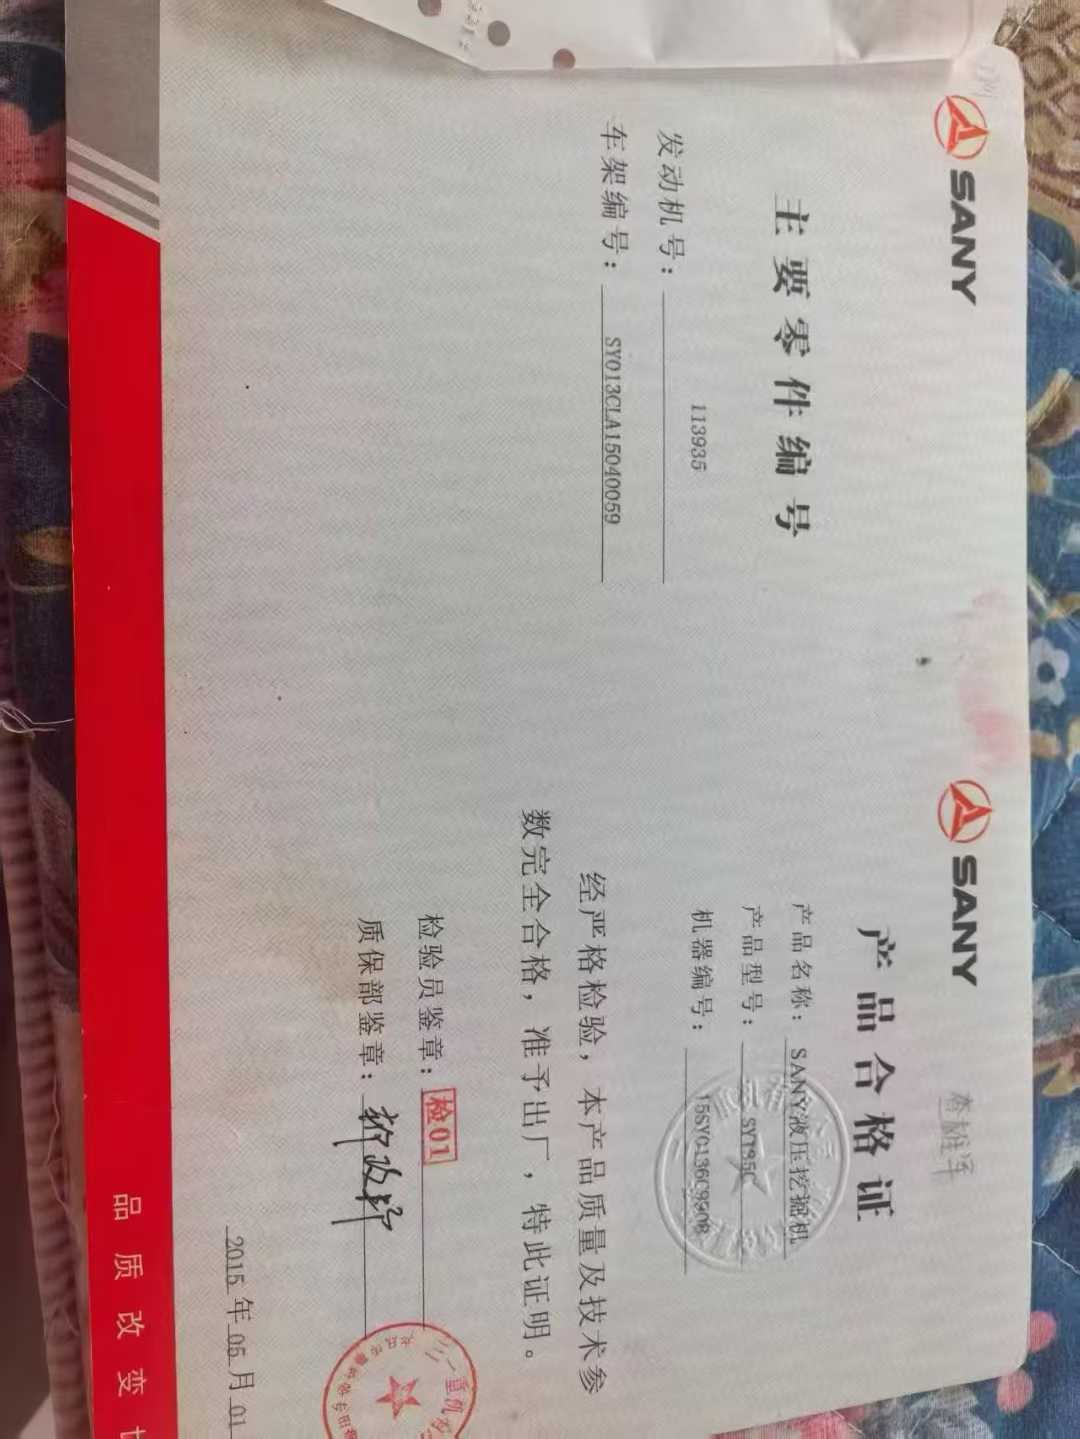 SANY
主要零件编号
发动机号：113935
车架编号：SY013CLA15040059
SANY
产品合格证
产品名称：SANY液压挖掘机
产品型号：SY135C
机器编号：
经严格检验，本产品质量及技术参
数完全合格，准予出厂，特此证明。
检验员鉴章：检01
质保部鉴章：
2015年05月01
品质改变